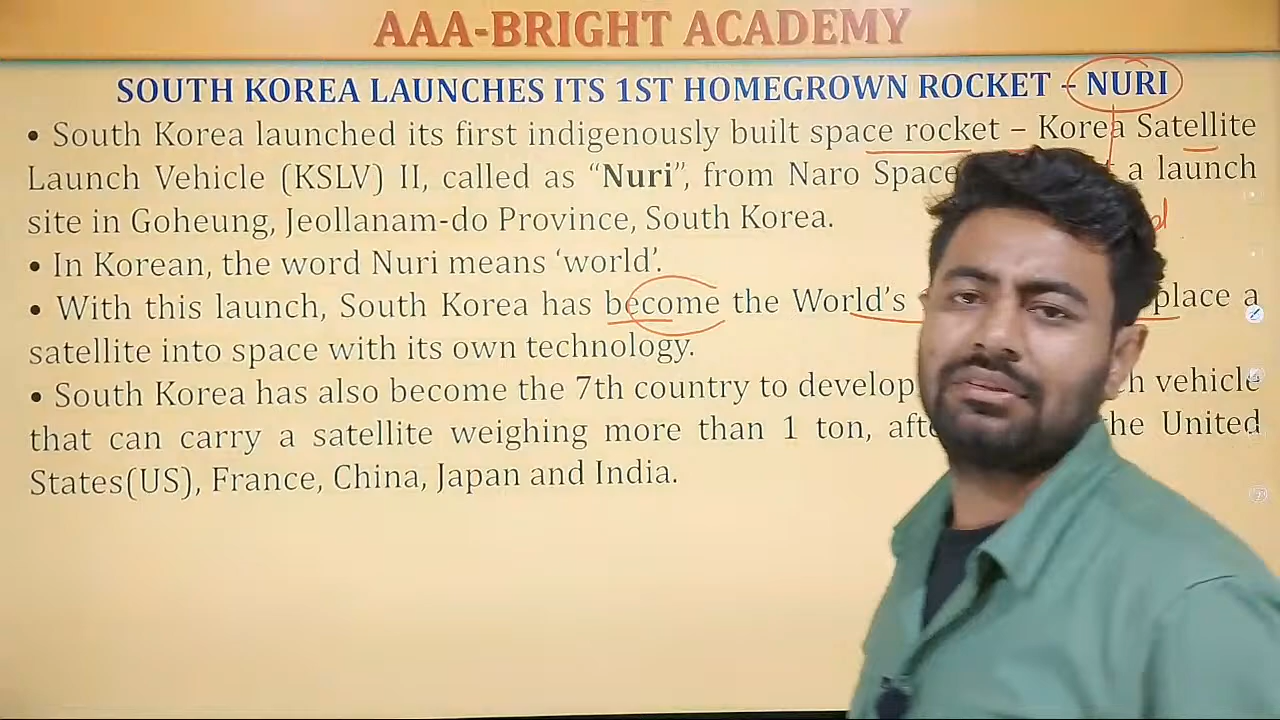 AAA-BRIGHT ACADEMY
SOUTH KOREA LAUNCHES ITS 1ST HOMEGROWN ROCKET – NURI
• South Korea launched its first indigenously built space rocket – Korea Satellite
Launch Vehicle (KSLV) II, called as “Nuri”, from Naro Space a launch
site in Goheung, Jeollanam-do Province, South Korea.
• In Korean, the word Nuri means ‘world’.
• With this launch, South Korea has become the World’s place a
satellite into space with its own technology.
• South Korea has also become the 7th country to develop vehicle
that can carry a satellite weighing more than 1 ton, the United
States(US), France, China, Japan and India.